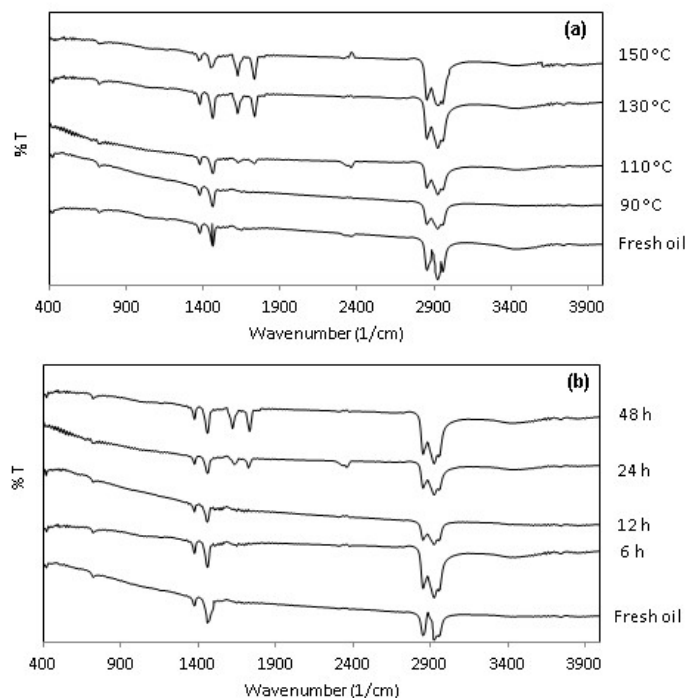 (a)
150°C
130°C
110°C
90°C
Fresh oil
% T
400 900 1400 1900 2400 2900 3400 3900
Wavenumber (1/cm)
(b)
48 h
24 h
12 h
6 h
Fresh oil
% T
400 900 1400 1900 2400 2900 3400 3900
Wavenumber (1/cm)